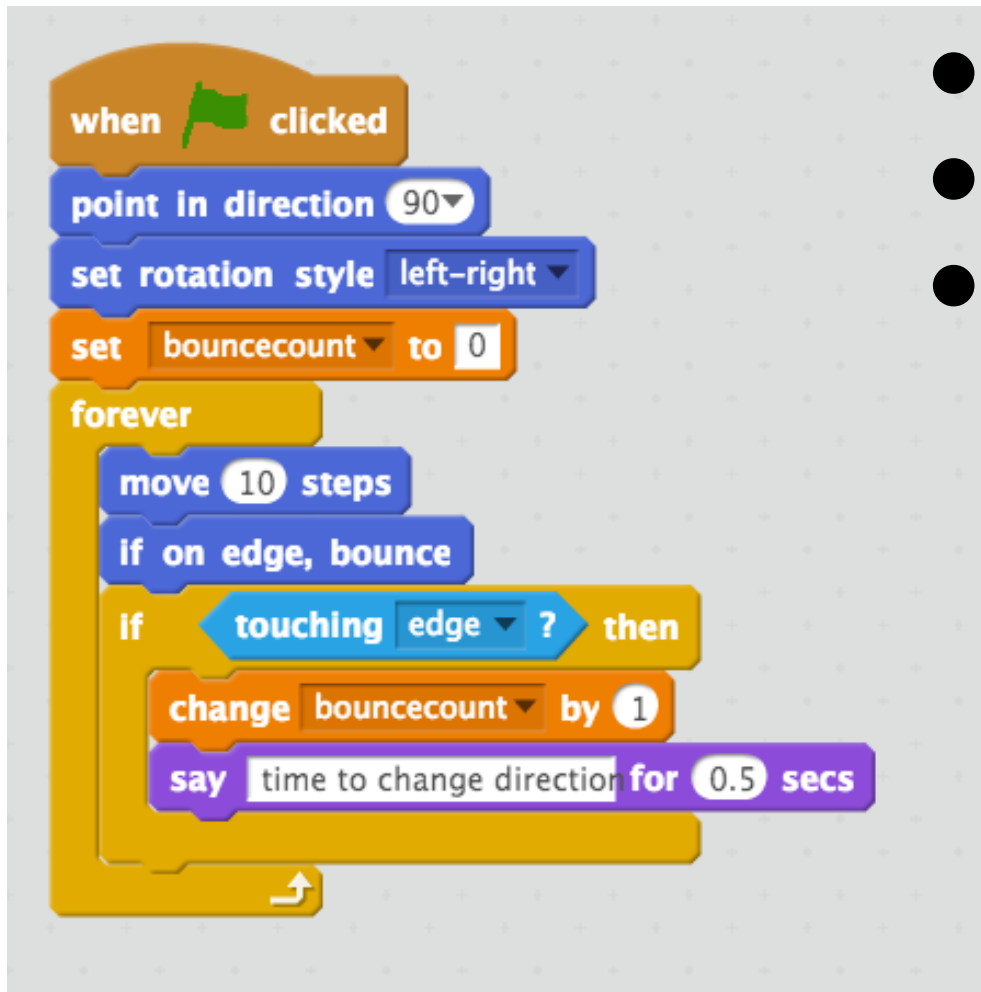 when clicked
point in direction 90
set rotation style left-right
set bouncecount to 0
forever
move 10 steps
if on edge, bounce
if touching edge ? then
change bouncecount by 1
say time to change direction for 0.5 secs